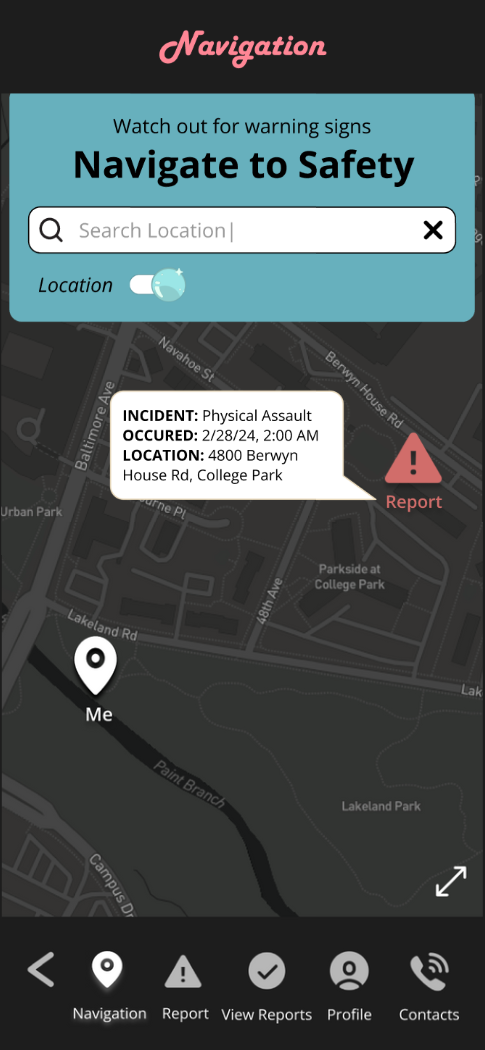 Navigation
Watch out for warning signs
Navigate to Safety
Search Location
Location
Navahoe St
Berwyn House Rd
Baltimore Ave
INCIDENT: Physical Assault
OCCURED: 2/28/24, 2:00 AM
LOCATION: 4800 Berwyn
House Rd, College Park
Report
Urban Park
urne Pl
Parkside at
College Park
48th Ave
Lakeland Rd
Lak
Me
Paint Branch
Lakeland Park
Campus Dr
Navigation
Report
View Reports
Profile
Contacts